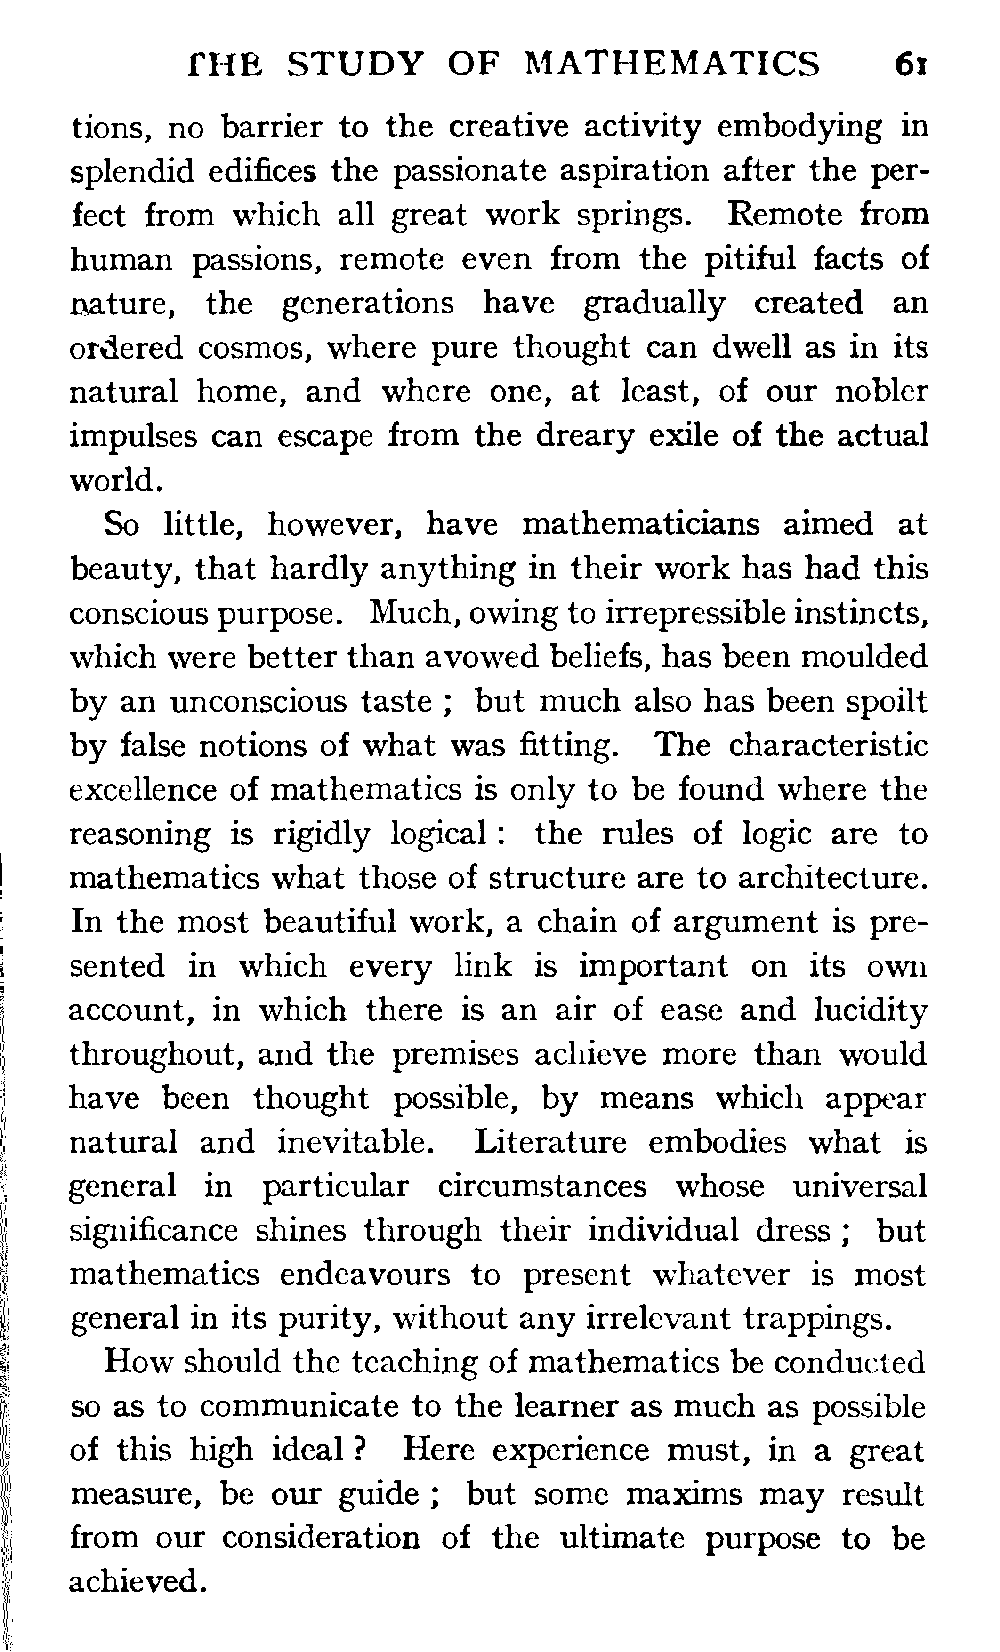 THE STUDY OF MATHEMATICS 61
tions, no barrier to the creative activity embodying in
splendid edifices the passionate aspiration after the per-
fect from which all great work springs. Remote from
human passions, remote even from the pitiful facts of
nature, the generations have gradually created an
ordered cosmos, where pure thought can dwell as in its
natural home, and where one, at least, of our nobler
impulses can escape from the dreary exile of the actual
world.
So little, however, have mathematicians aimed at
beauty, that hardly anything in their work has had this
conscious purpose. Much, owing to irrepressible instincts,
which were better than avowed beliefs, has been moulded
by an unconscious taste ; but much also has been spoilt
by false notions of what was fitting. The characteristic
excellence of mathematics is only to be found where the
reasoning is rigidly logical : the rules of logic are to
mathematics what those of structure are to architecture.
In the most beautiful work, a chain of argument is pre-
sented in which every link is important on its own
account, in which there is an air of ease and lucidity
throughout, and the premises achieve more than would
have been thought possible, by means which appear
natural and inevitable. Literature embodies what is
general in particular circumstances whose universal
significance shines through their individual dress ; but
mathematics endeavours to present whatever is most
general in its purity, without any irrelevant trappings.
How should the teaching of mathematics be conducted
so as to communicate to the learner as much as possible
of this high ideal ? Here experience must, in a great
measure, be our guide ; but some maxims may result
from our consideration of the ultimate purpose to be
achieved.